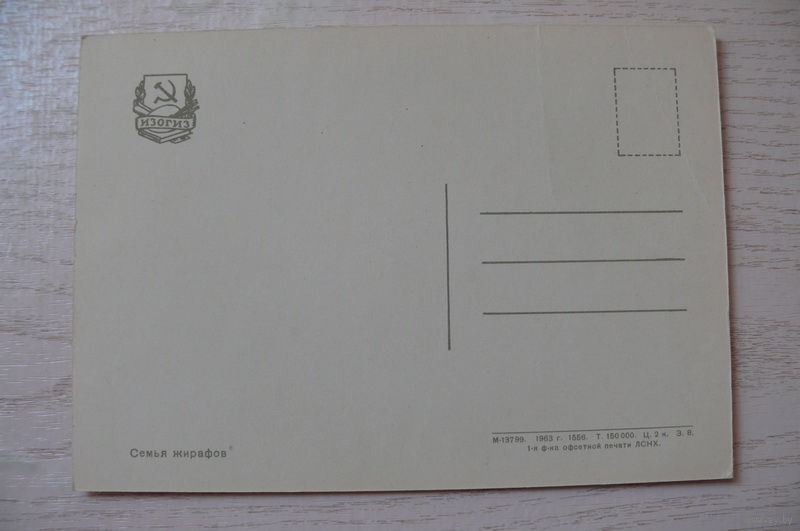 ИЗОГИЗ
Семья жирафов
М-13799. 1963 г. 1556. Т. 150 000. Ц. 2 к. З. 8.
1-я ф-ка офсетной печати ЛСНХ.